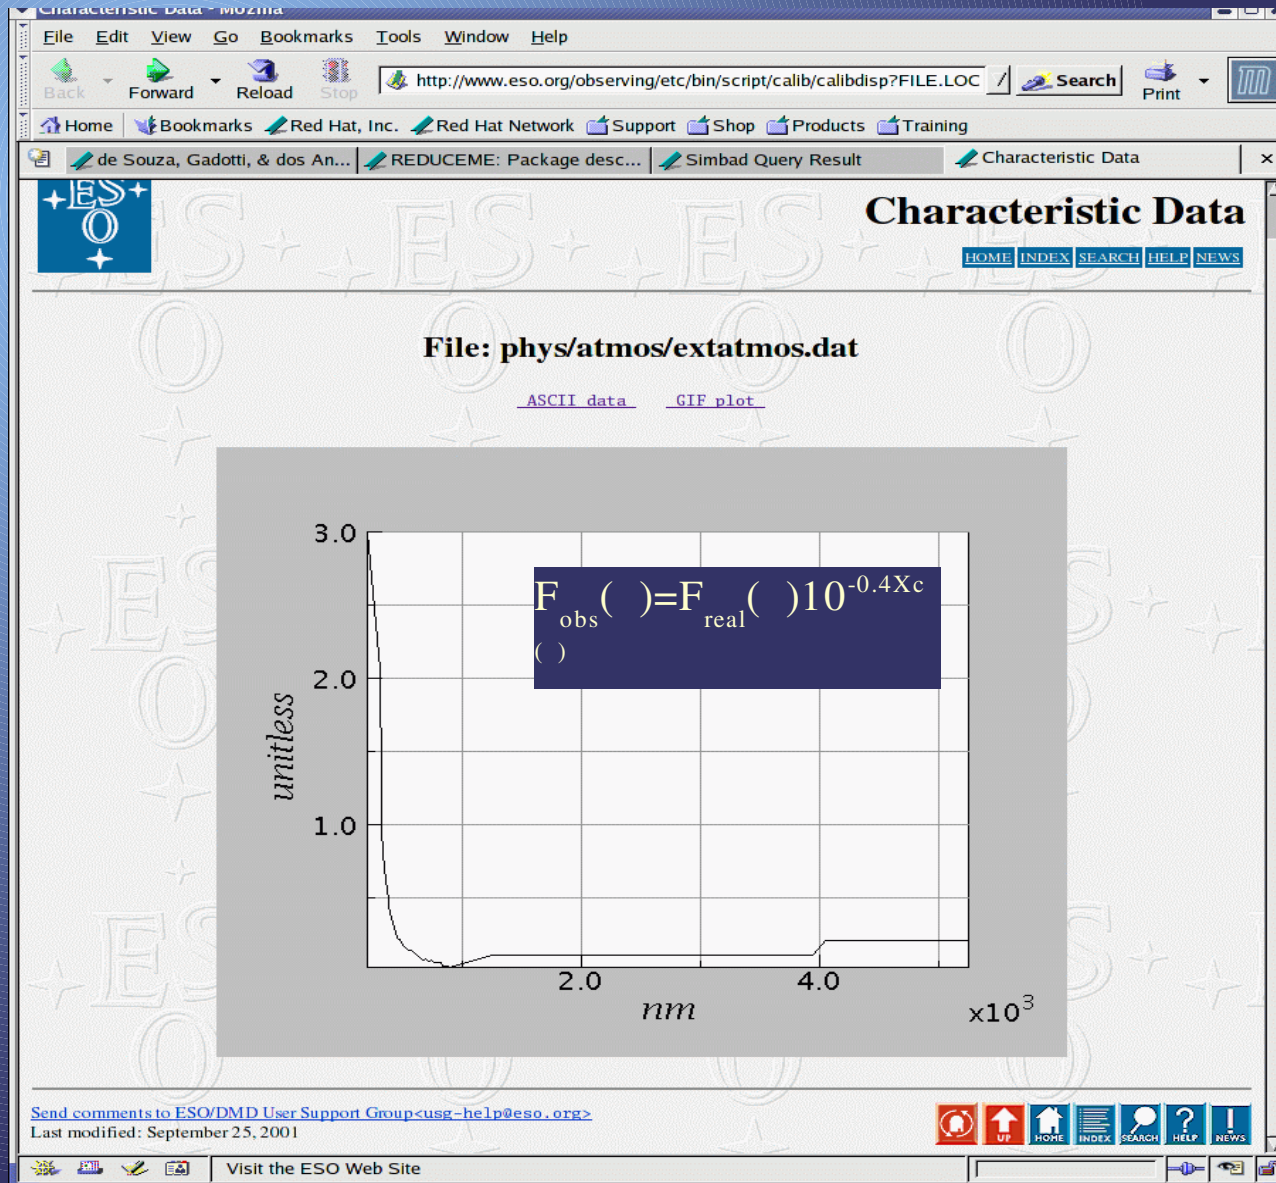 Characteristic Data - Mozilla
File Edit View Go Bookmarks Tools Window Help
Back Forward Reload Stop http://www.eso.org/observing/etc/bin/script/calib/calibdisp?FILE.LOC Search Print
Home Bookmarks Red Hat, Inc. Red Hat Network Support Shop Products Training
de Souza, Gadotti, & dos An... REDUCEME: Package desc... Simbad Query Result Characteristic Data
ES
O
Characteristic Data
HOME INDEX SEARCH HELP NEWS
File: phys/atmos/extatmos.dat
ASCII data GIF plot
3.0
2.0
1.0
unitless
F_obs( )=F_real( )10^-0.4Xc
( )
2.0 4.0
nm x10^3
Send comments to ESO/DMD User Support Group<usg-help@eso.org>
Last modified: September 25, 2001
UP HOME INDEX SEARCH HELP NEWS
Visit the ESO Web Site